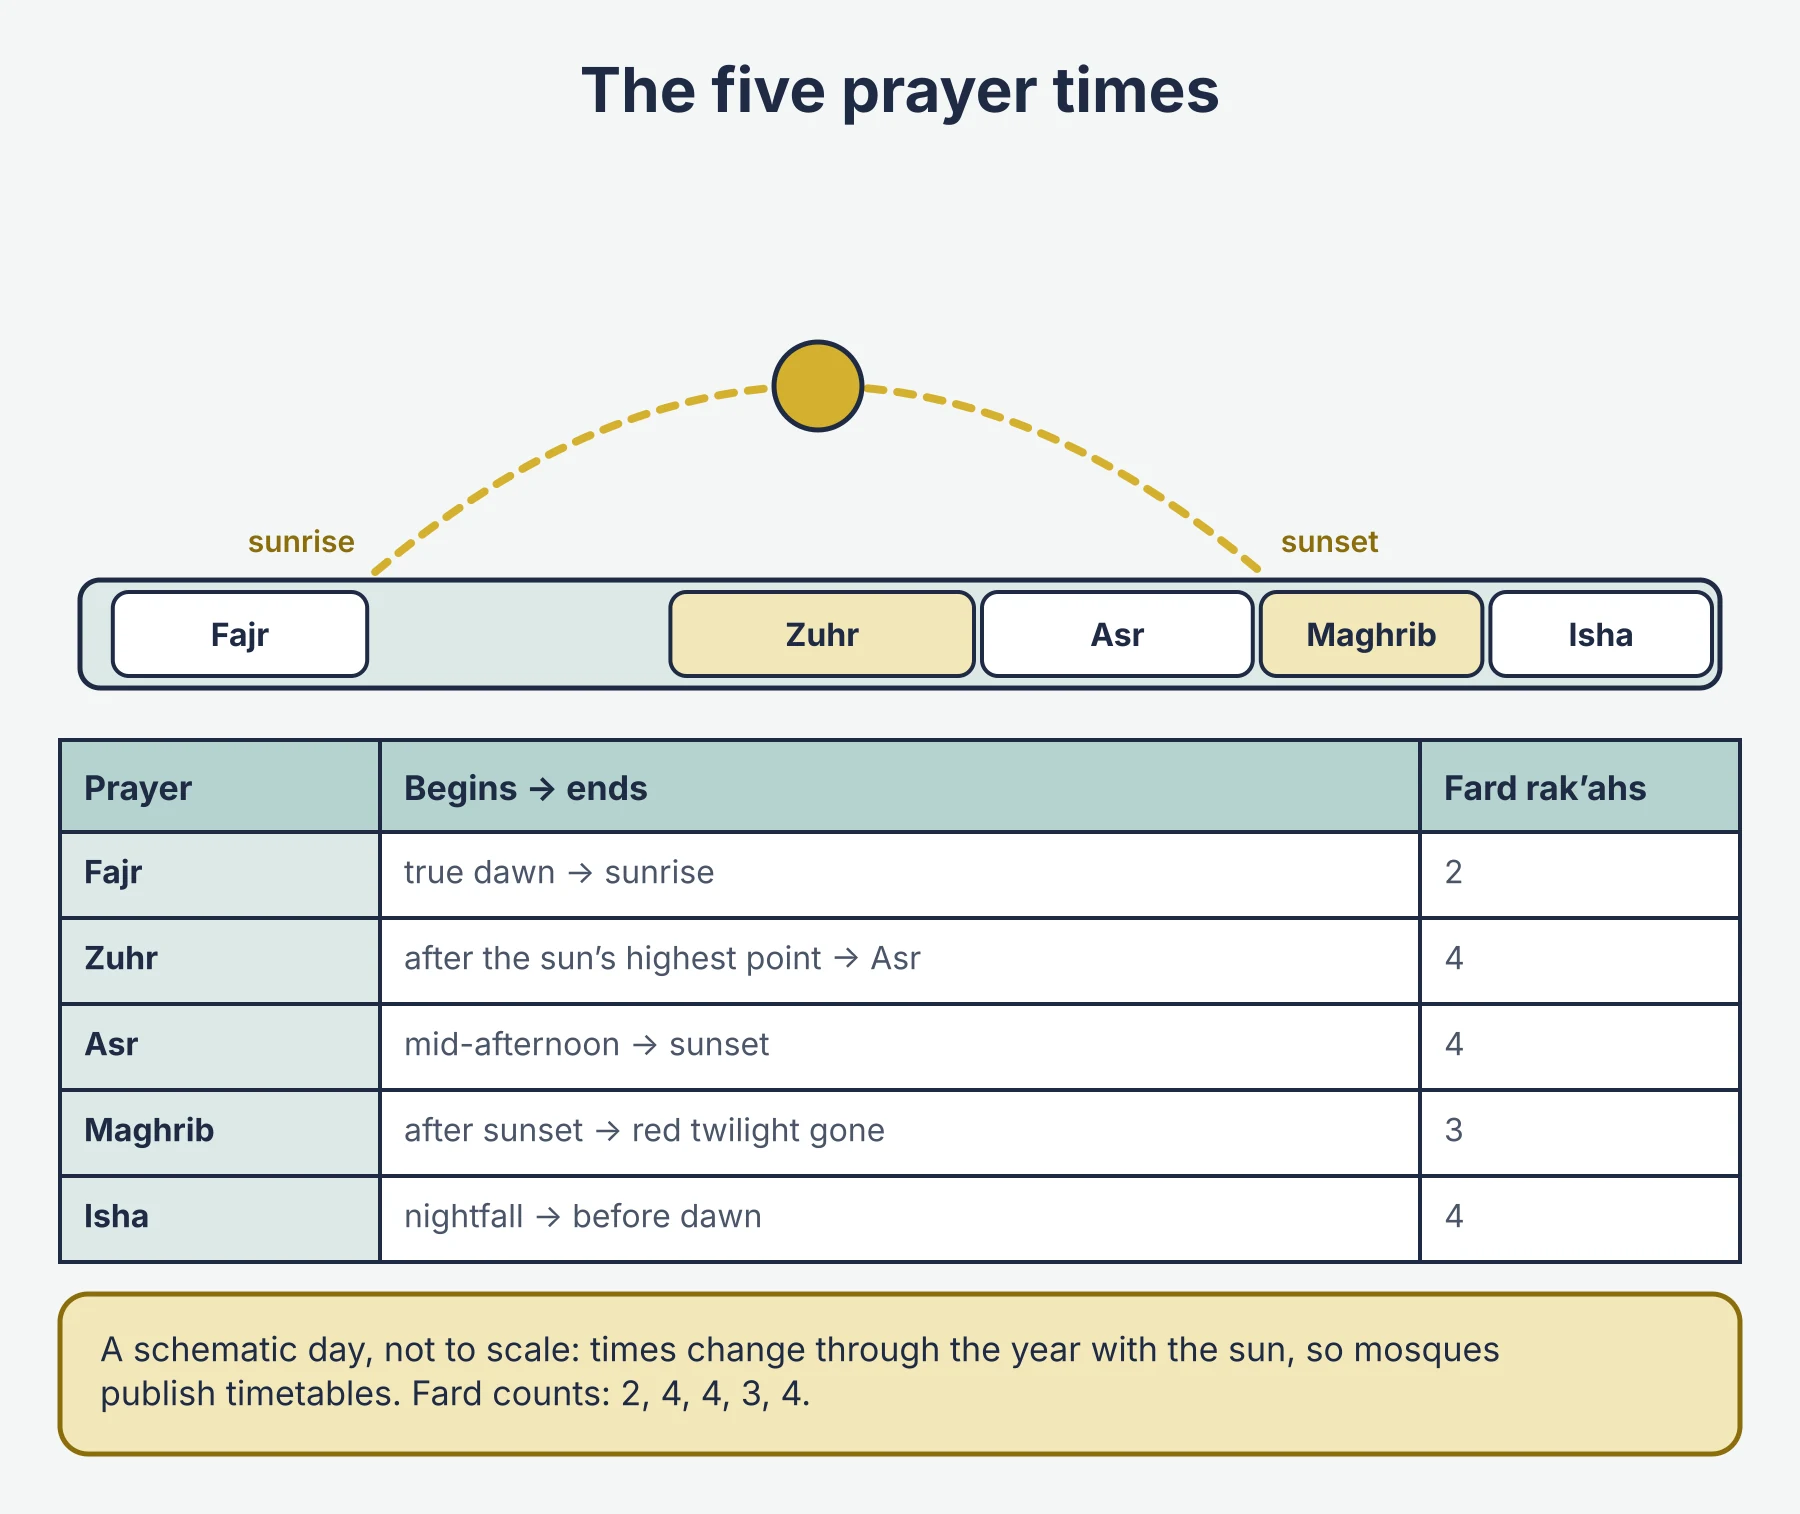 The five prayer times
sunrise
sunset
Fajr
Zuhr
Asr
Maghrib
Isha
Prayer
Begins → ends
Fard rak’ahs
Fajr
true dawn → sunrise
2
Zuhr
after the sun’s highest point → Asr
4
Asr
mid-afternoon → sunset
4
Maghrib
after sunset → red twilight gone
3
Isha
nightfall → before dawn
4
A schematic day, not to scale: times change through the year with the sun, so mosques
publish timetables. Fard counts: 2, 4, 4, 3, 4.